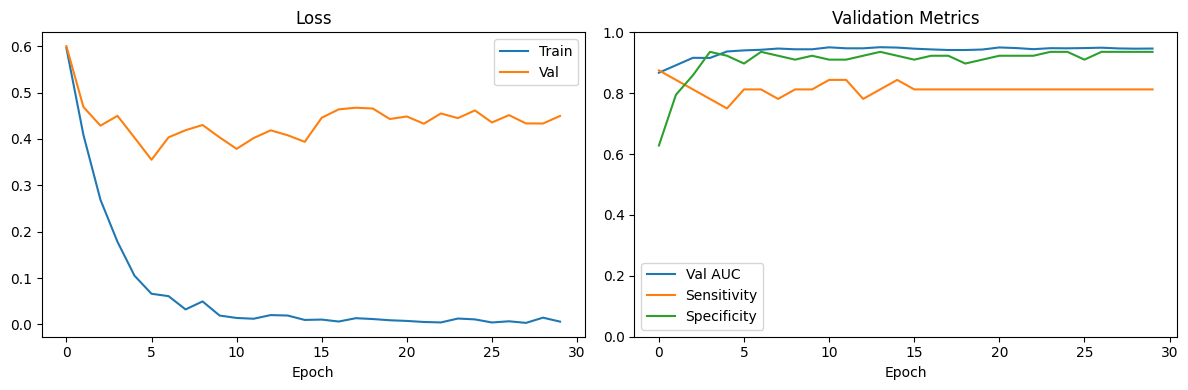 Loss
0.6
0.5
0.4
0.3
0.2
0.1
0.0
0 5 10 15 20 25 30
Epoch
Train
Val
Validation Metrics
1.0
0.8
0.6
0.4
0.2
0.0
0 5 10 15 20 25 30
Epoch
Val AUC
Sensitivity
Specificity